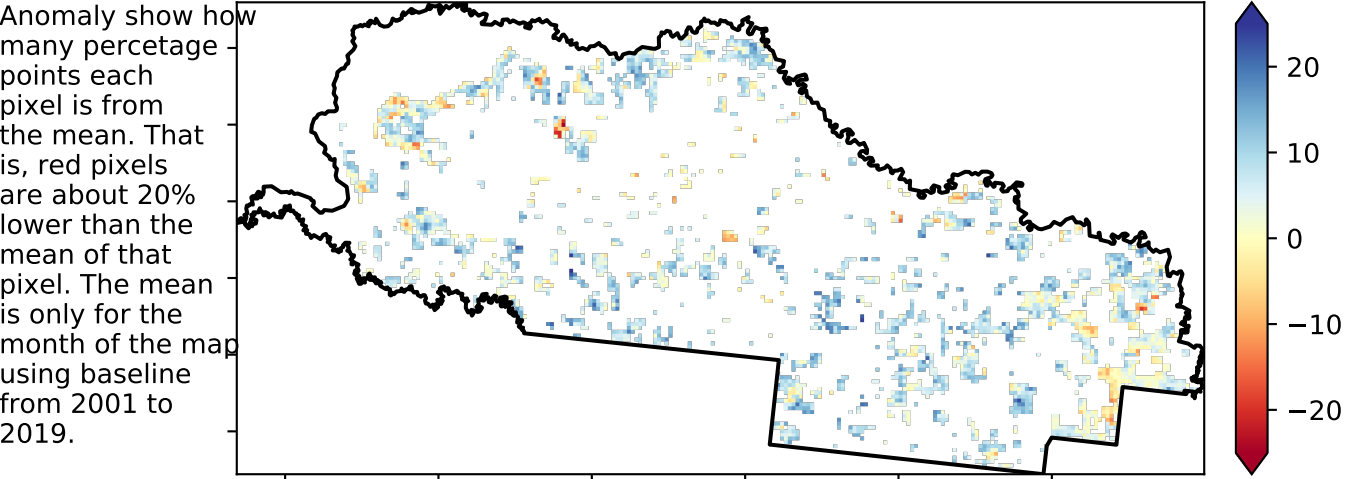 Anomaly show how
many percetage
points each
pixel is from
the mean. That
is, red pixels
are about 20%
lower than the
mean of that
pixel. The mean
is only for the
month of the map
using baseline
from 2001 to
2019.
20
10
0
−10
−20